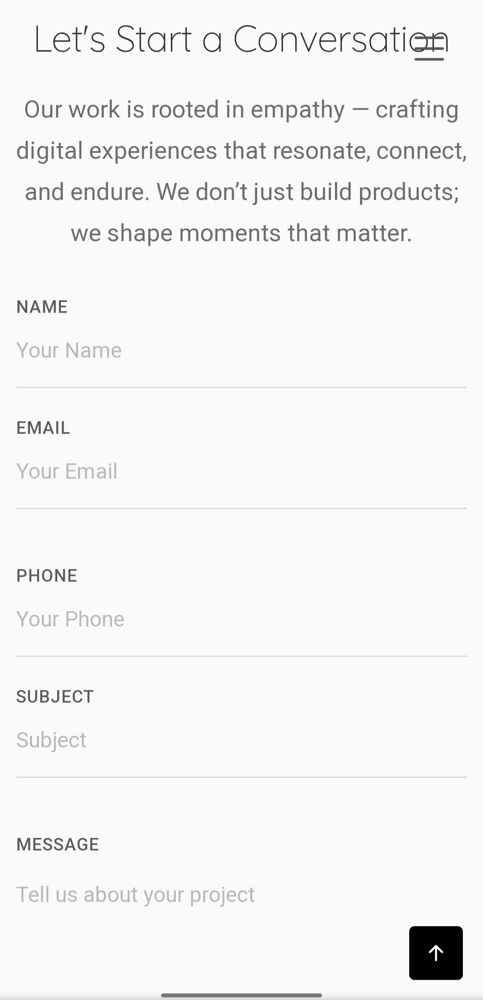 Let's Start a Conversation
Our work is rooted in empathy — crafting
digital experiences that resonate, connect,
and endure. We don’t just build products;
we shape moments that matter.
NAME
Your Name
EMAIL
Your Email
PHONE
Your Phone
SUBJECT
Subject
MESSAGE
Tell us about your project